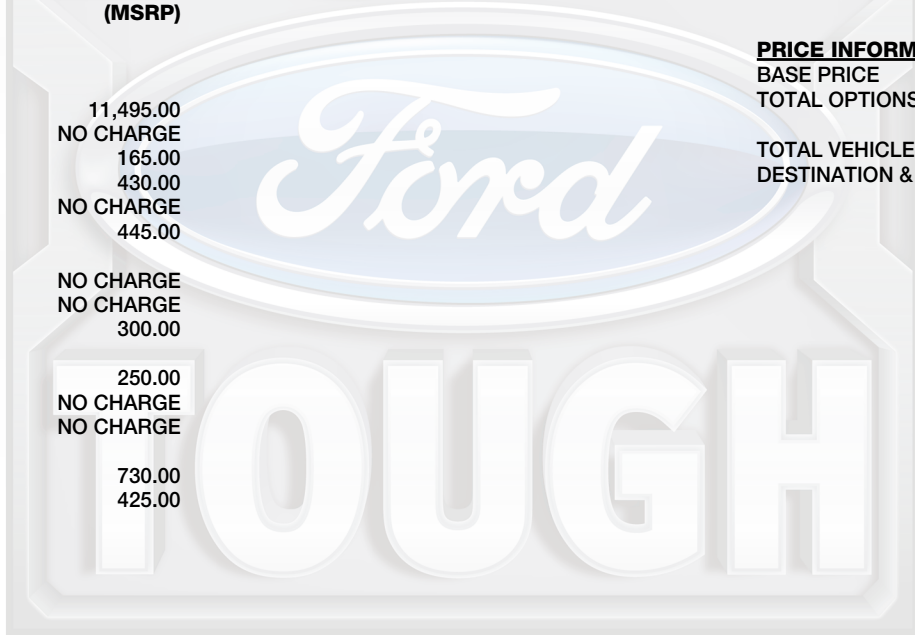 (MSRP)
11,495.00
NO CHARGE
165.00
430.00
NO CHARGE
445.00
NO CHARGE
NO CHARGE
300.00
250.00
NO CHARGE
NO CHARGE
730.00
425.00
PRICE INFORM
BASE PRICE
TOTAL OPTIONS
TOTAL VEHICLE
DESTINATION &
Ford
TOUGH